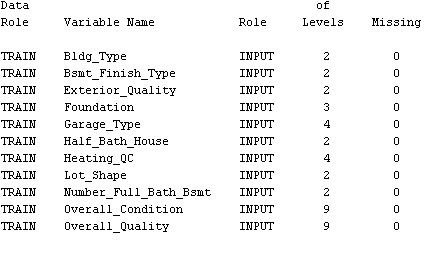 Data of
Role Variable Name Role Levels Missing
TRAIN Bldg_Type INPUT 2 0
TRAIN Bsmt_Finish_Type INPUT 2 0
TRAIN Exterior_Quality INPUT 2 0
TRAIN Foundation INPUT 3 0
TRAIN Garage_Type INPUT 4 0
TRAIN Half_Bath_House INPUT 2 0
TRAIN Heating_QC INPUT 4 0
TRAIN Lot_Shape INPUT 2 0
TRAIN Number_Full_Bath_Bsmt INPUT 2 0
TRAIN Overall_Condition INPUT 9 0
TRAIN Overall_Quality INPUT 9 0